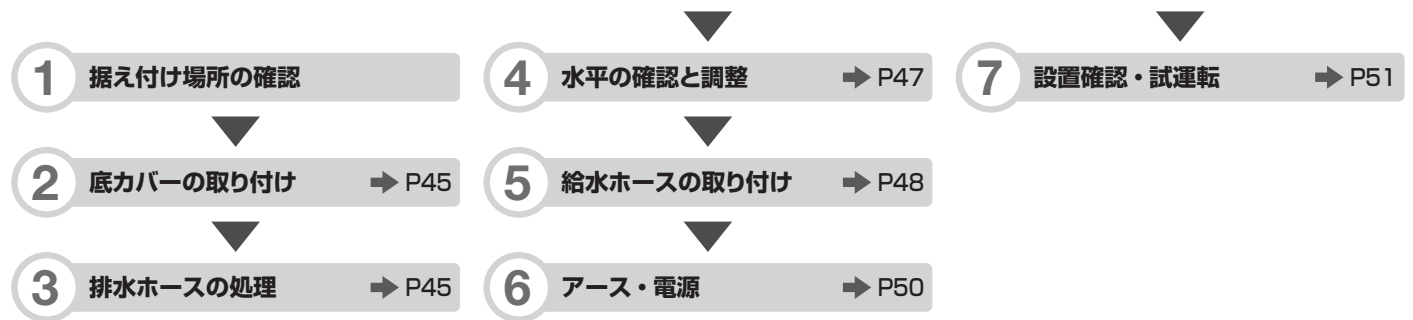 1 据え付け場所の確認
2 底カバーの取り付け ➡ P45
3 排水ホースの処理 ➡ P45
4 水平の確認と調整 ➡ P47
5 給水ホースの取り付け ➡ P48
6 アース・電源 ➡ P50
7 設置確認・試運転 ➡ P51